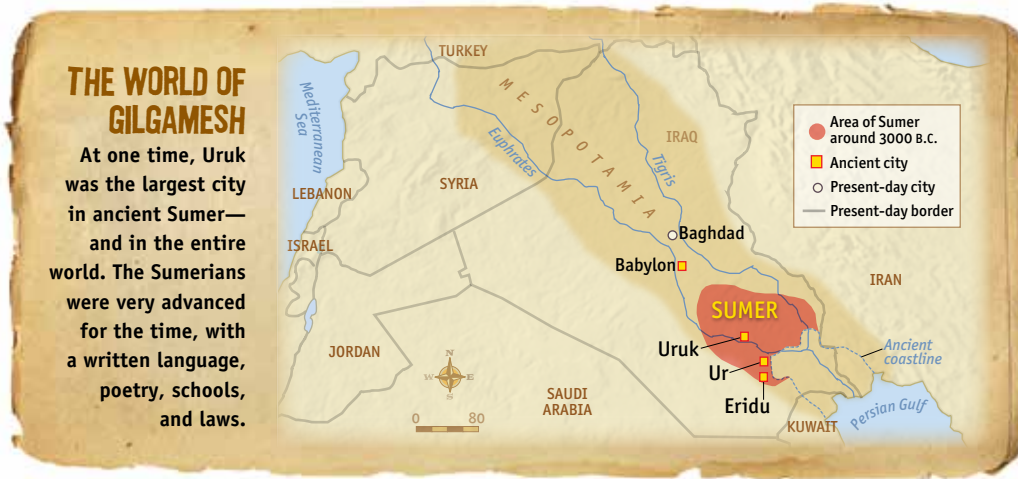 THE WORLD OF
GILGAMESH
At one time, Uruk
was the largest city
in ancient Sumer—
and in the entire
world. The Sumerians
were very advanced
for the time, with
a written language,
poetry, schools,
and laws.
TURKEY
Mediterranean
Sea
MESOPOTAMIA
Euphrates
Tigris
IRAQ
LEBANON
SYRIA
ISRAEL
Baghdad
Babylon
IRAN
SUMER
Uruk
Ur
Eridu
Ancient
coastline
JORDAN
N
W E
S
0 80
SAUDI
ARABIA
KUWAIT
Persian Gulf
Area of Sumer
around 3000 B.C.
Ancient city
Present-day city
Present-day border